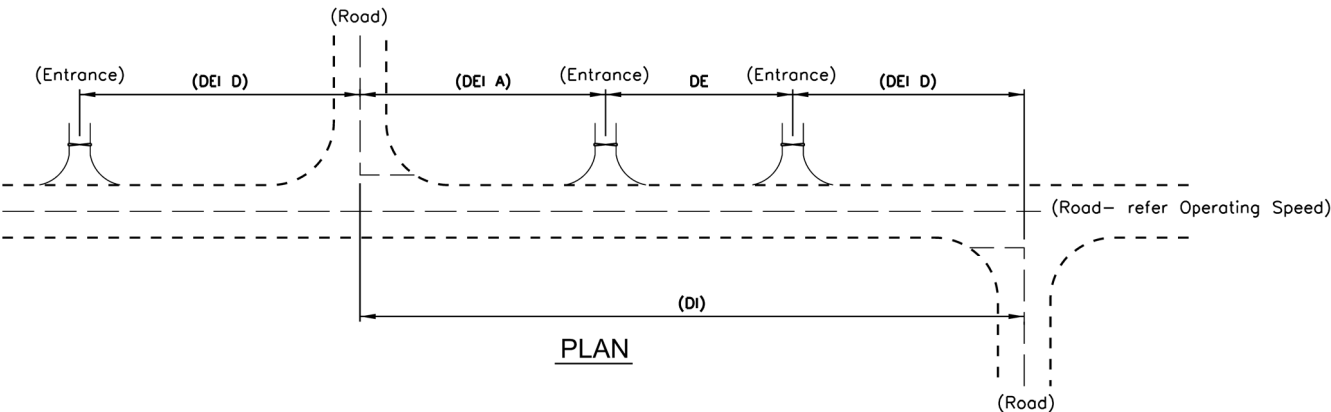 (Road)
(Entrance)
(DEI D)
(DEI A)
(Entrance)
DE
(Entrance)
(DEI D)
(Road- refer Operating Speed)
(DI)
PLAN
(Road)